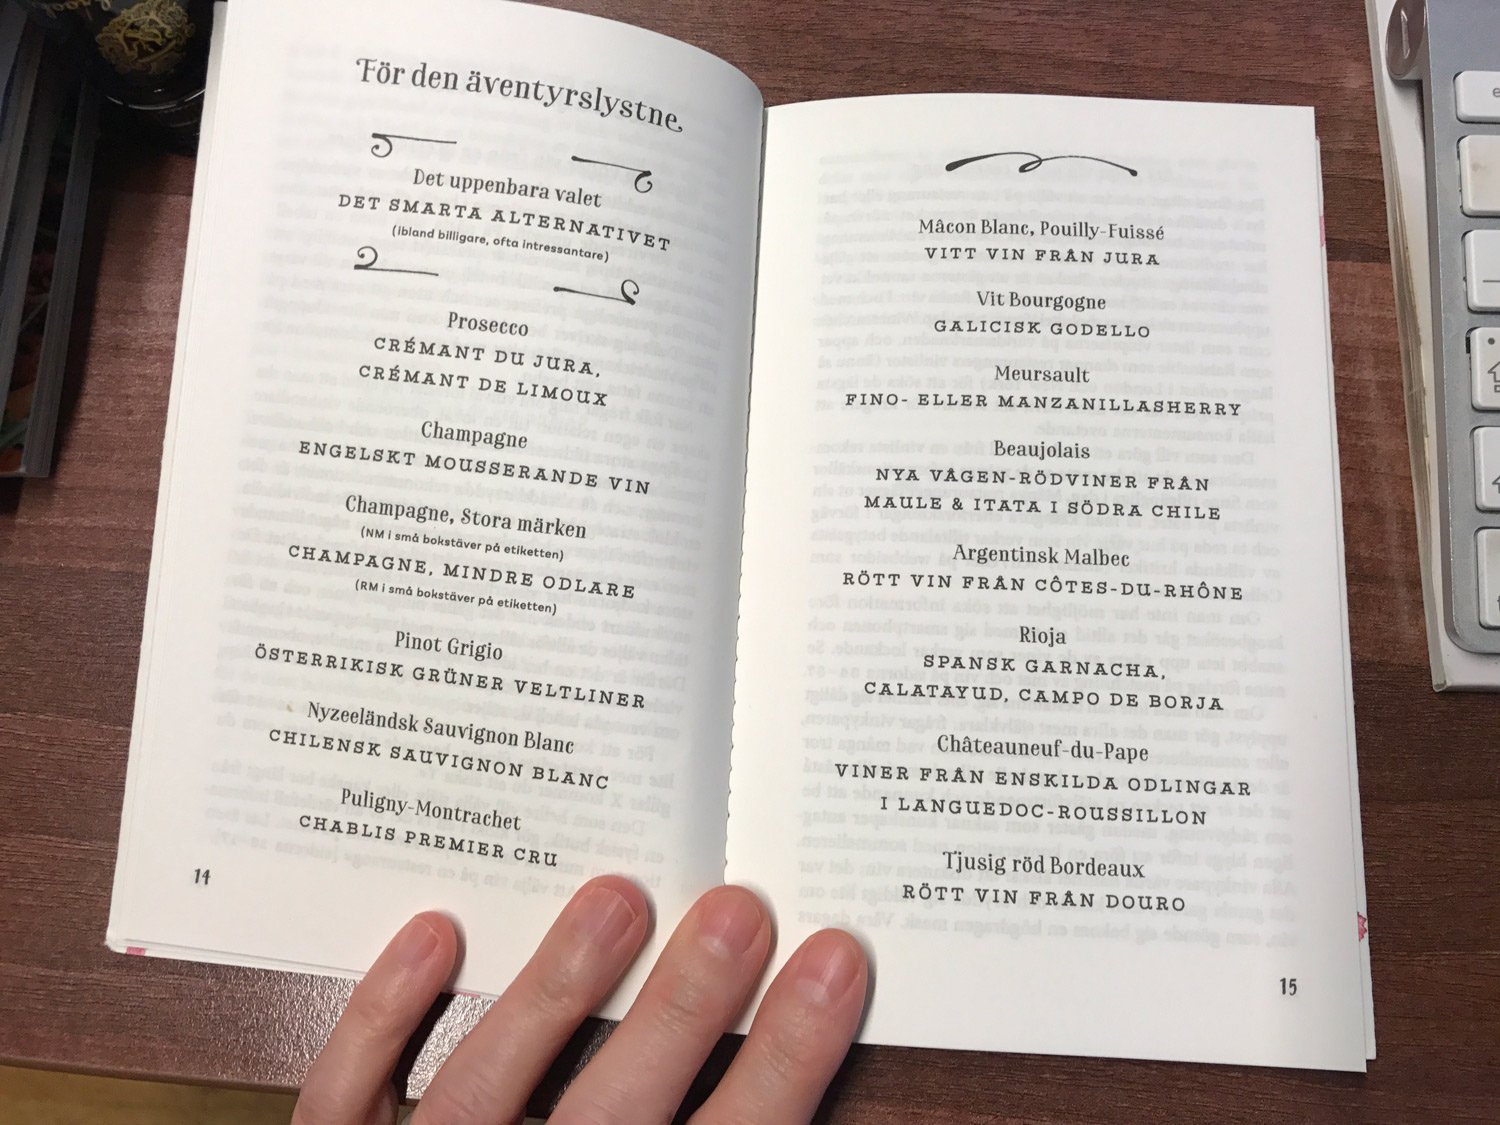 För den äventyrslystne
Det uppenbara valet
DET SMARTA ALTERNATIVET
(ibland billigare, ofta intressantare)
Prosecco
CRÉMANT DU JURA,
CRÉMANT DE LIMOUX
Champagne
ENGELSKT MOUSSERANDE VIN
Champagne, Stora märken
(NM i små bokstäver på etiketten)
CHAMPAGNE, MINDRE ODLARE
(RM i små bokstäver på etiketten)
Pinot Grigio
ÖSTERRIKISK GRÜNER VELTLINER
Nyzeeländsk Sauvignon Blanc
CHILENSK SAUVIGNON BLANC
Puligny-Montrachet
CHABLIS PREMIER CRU
14
Mâcon Blanc, Pouilly-Fuissé
VITT VIN FRÅN JURA
Vit Bourgogne
GALICISK GODELLO
Meursault
FINO- ELLER MANZANILLASHERRY
Beaujolais
NYA VÅGEN-RÖDVINER FRÅN
MAULE & ITATA I SÖDRA CHILE
Argentinsk Malbec
RÖTT VIN FRÅN CÔTES-DU-RHÔNE
Rioja
SPANSK GARNACHA,
CALATAYUD, CAMPO DE BORJA
Châteauneuf-du-Pape
VINER FRÅN ENSKILDA ODLINGAR
I LANGUEDOC-ROUSSILLON
Tjusig röd Bordeaux
RÖTT VIN FRÅN DOURO
15